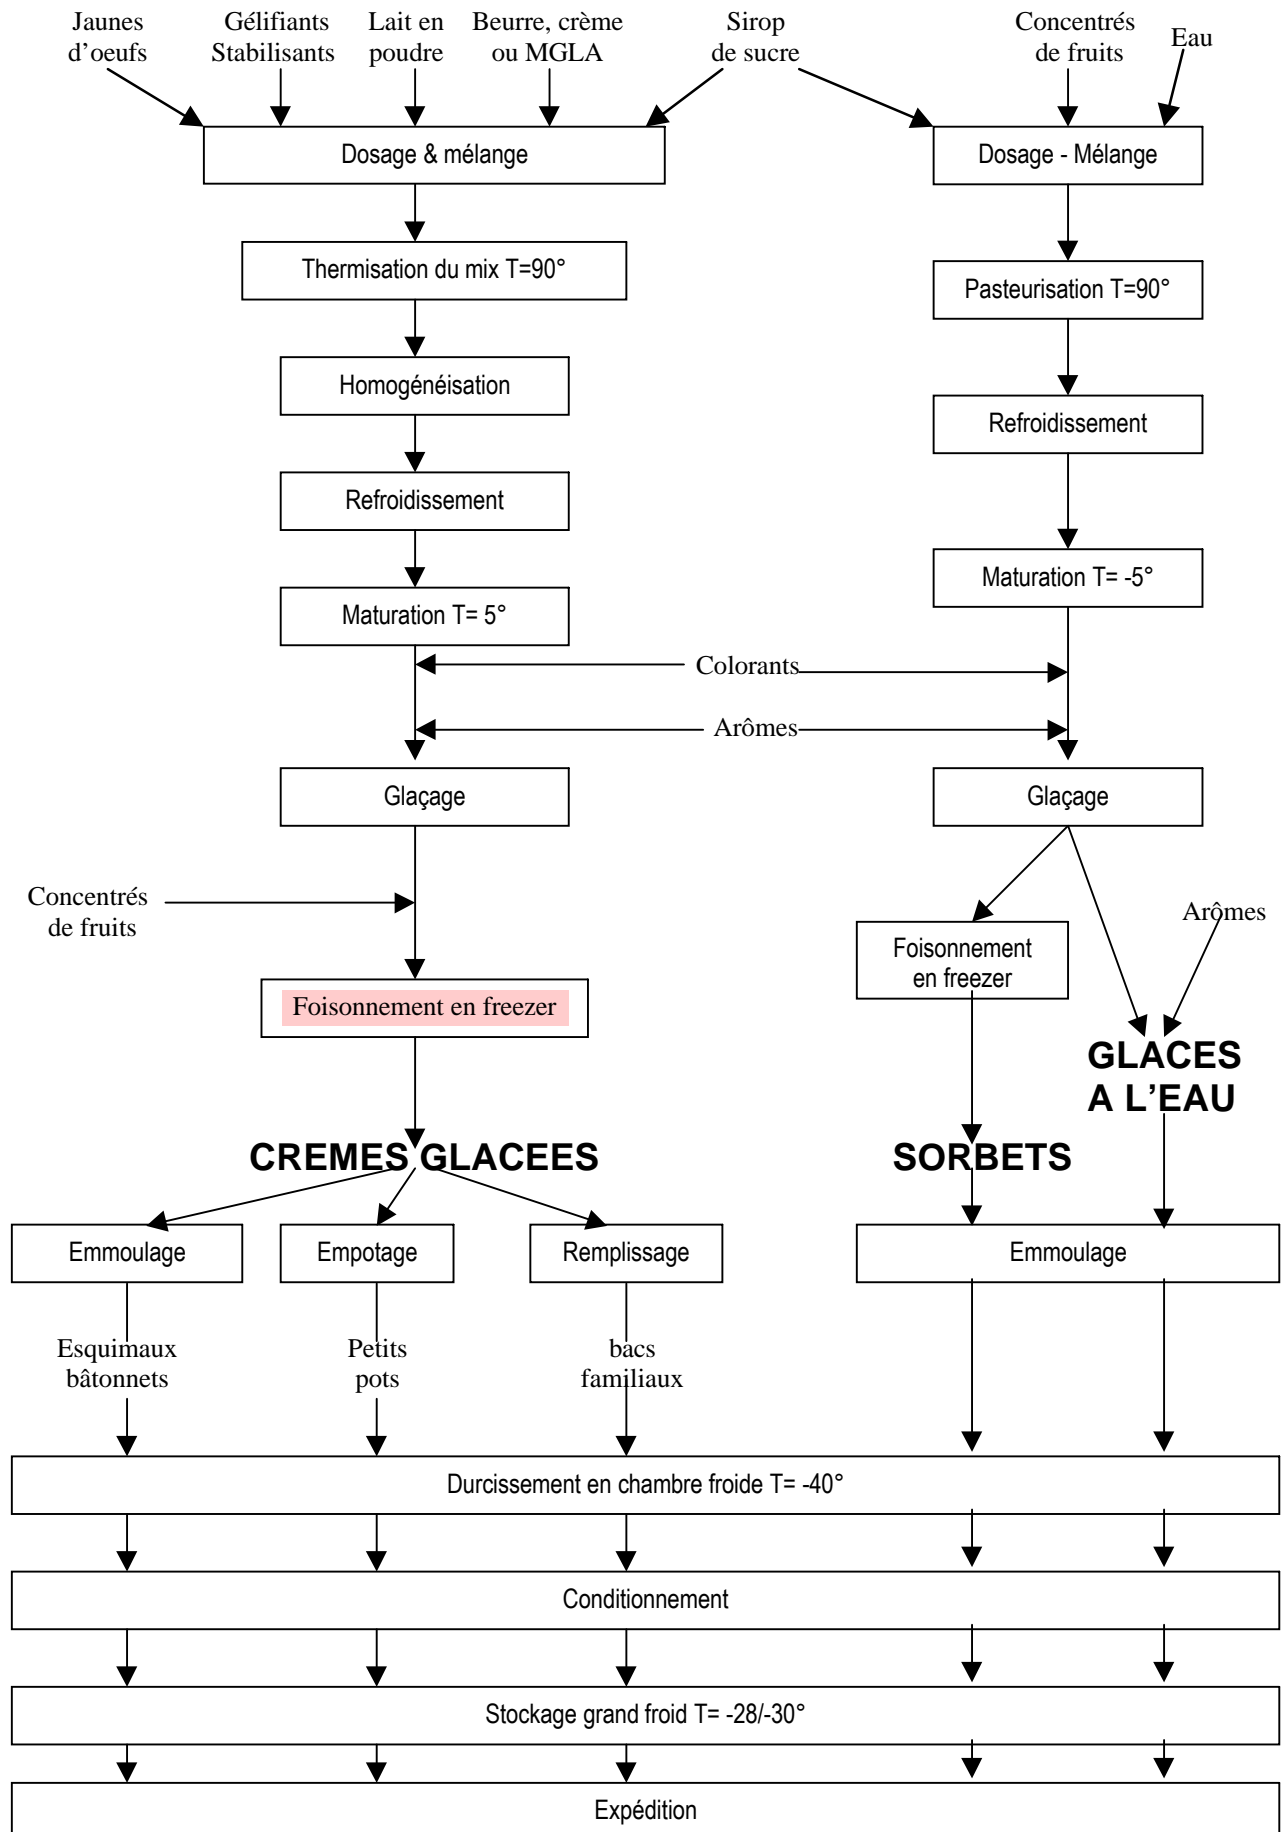 Jaunes
d'oeufs
Gélifiants
Stabilisants
Lait en
poudre
Beurre, crème
ou MGLA
Sirop
de sucre
Concentrés
de fruits
Eau
Dosage & mélange
Dosage - Mélange
Thermisation du mix T=90°
Pasteurisation T=90°
Homogénéisation
Refroidissement
Refroidissement
Maturation T= -5°
Maturation T= 5°
Colorants
Arômes
Glaçage
Glaçage
Concentrés
de fruits
Arômes
Foisonnement
en freezer
Foisonnement en freezer
GLACES
A L'EAU
CREMES GLACEES
SORBETS
Emmoulage
Empotage
Remplissage
Emmoulage
Esquimaux
bâtonnets
Petits
pots
bacs
familiaux
Durcissement en chambre froide T= -40°
Conditionnement
Stockage grand froid T= -28/-30°
Expédition